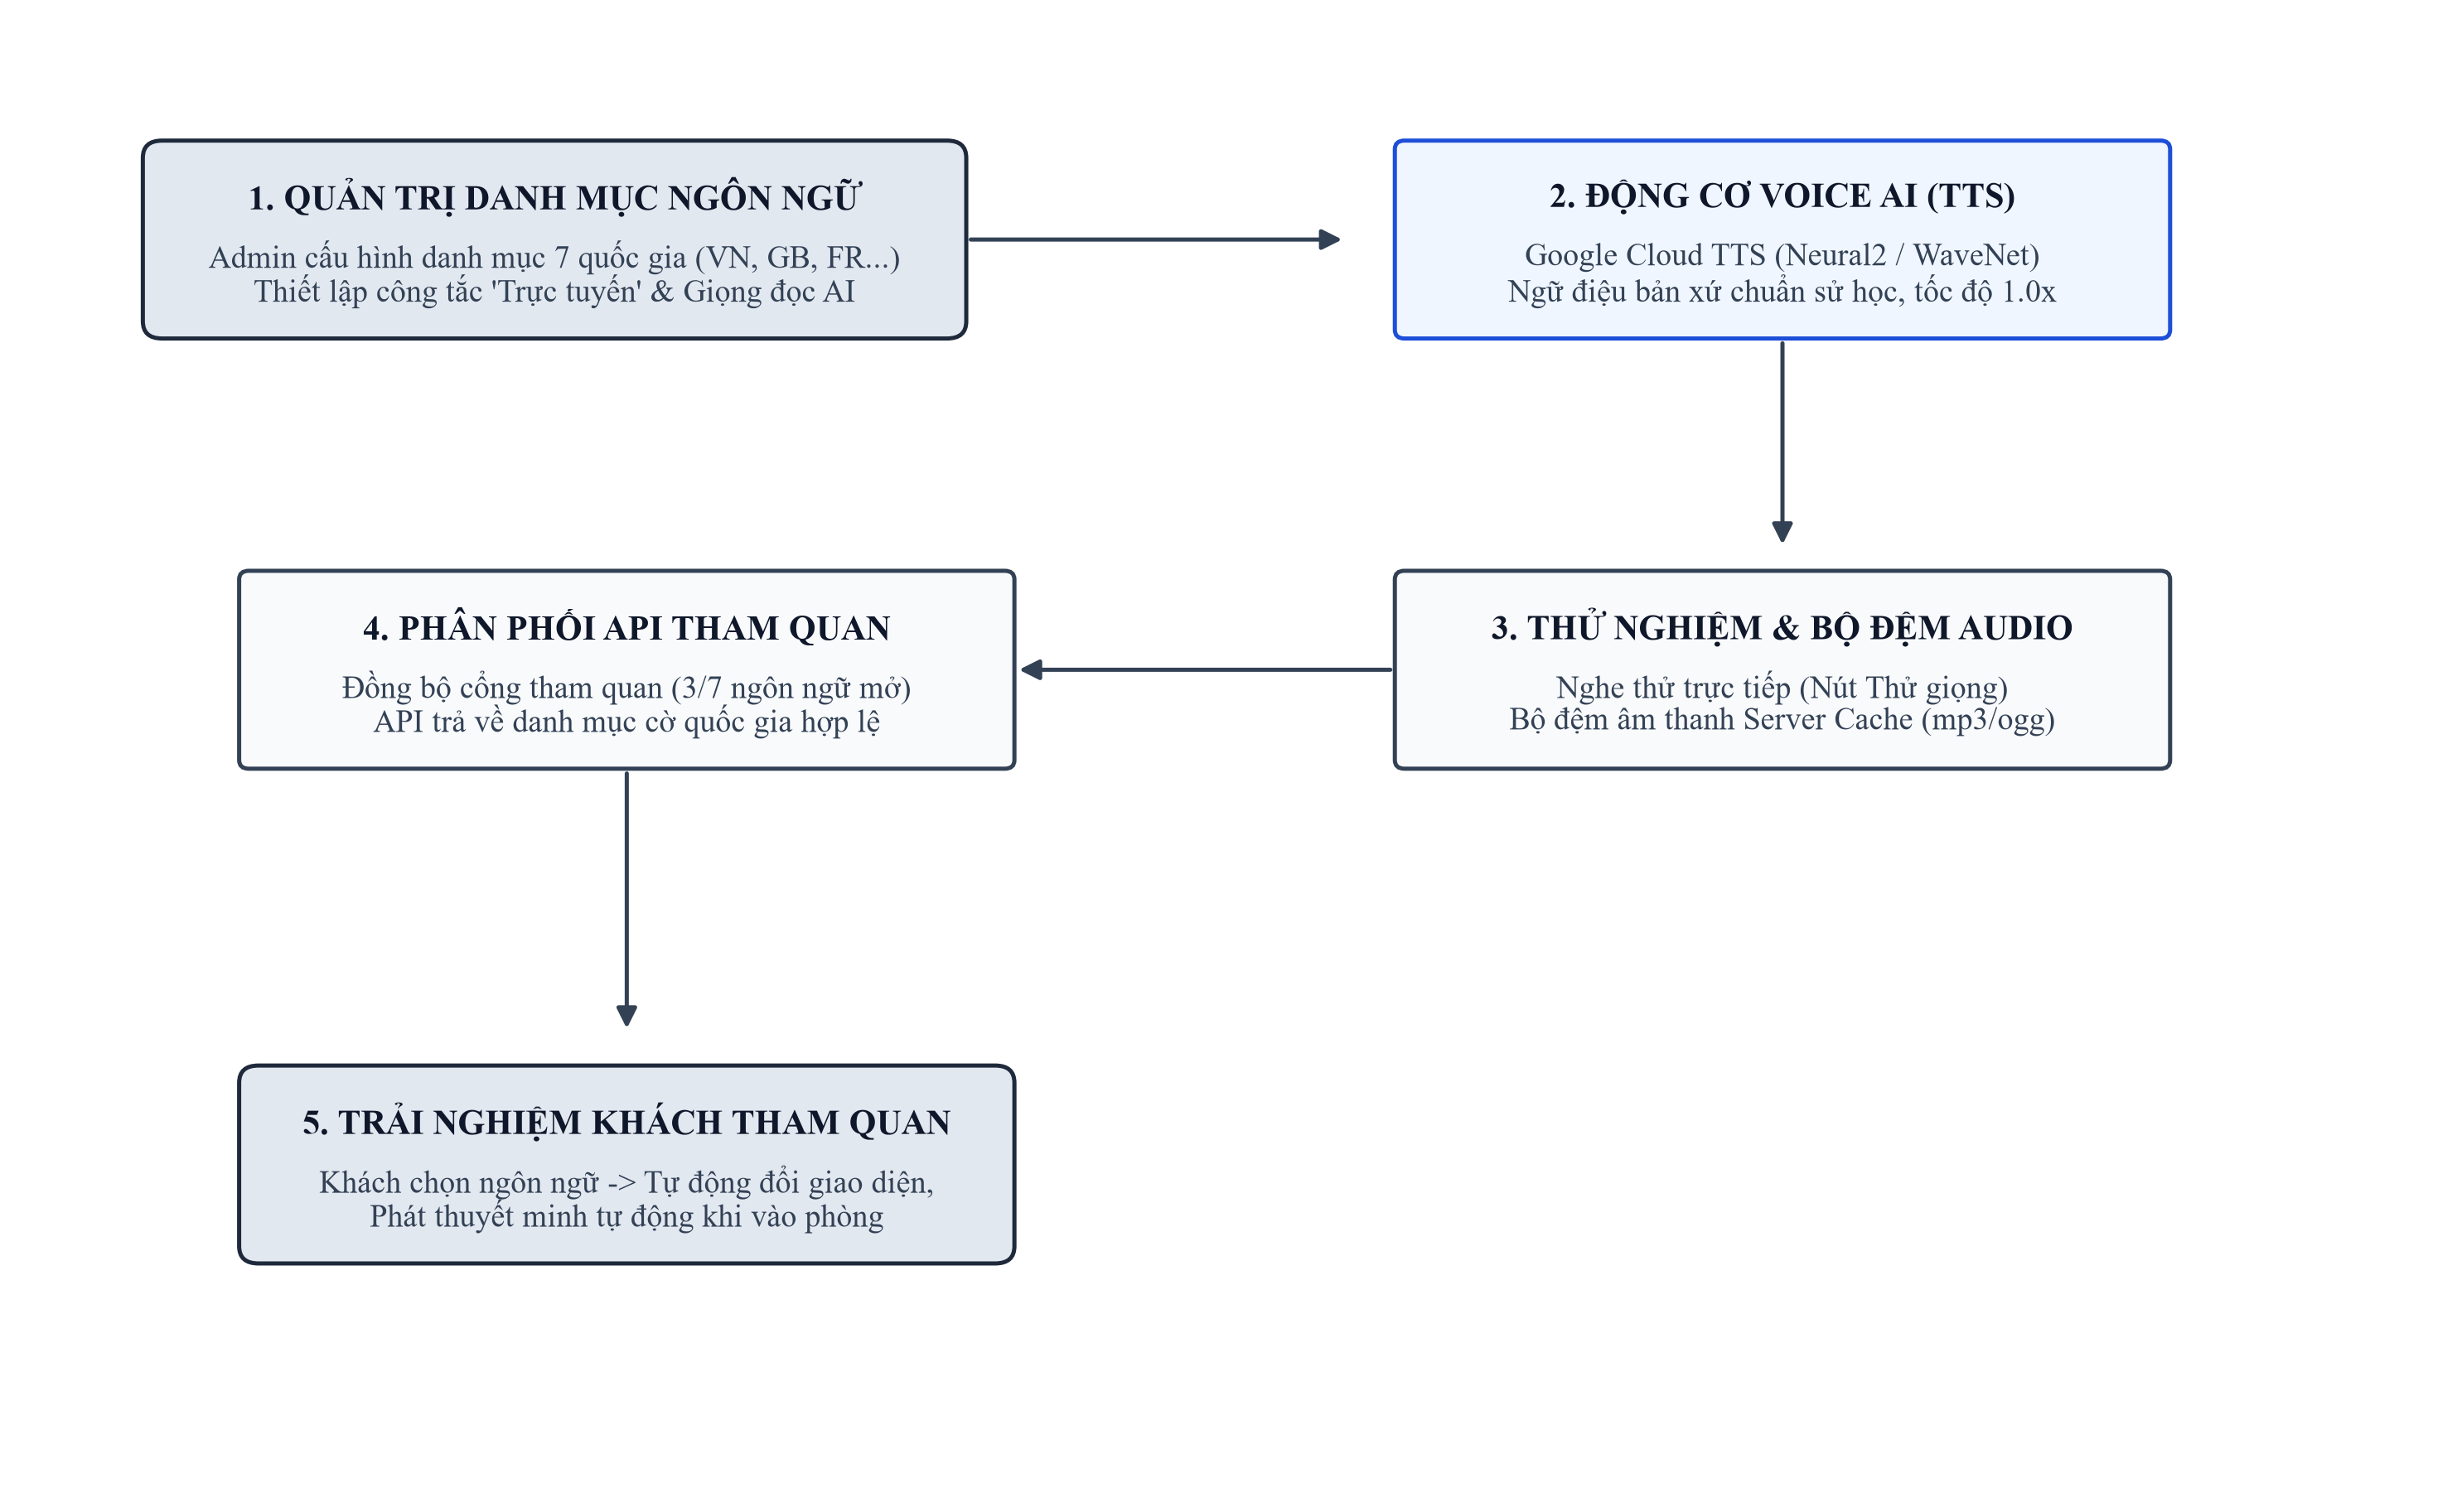 1. QUẢN TRỊ DANH MỤC NGÔN NGỮ
Admin cấu hình danh mục 7 quốc gia (VN, GB, FR...)
Thiết lập công tắc 'Trực tuyến' & Giọng đọc AI
2. ĐỘNG CƠ VOICE AI (TTS)
Google Cloud TTS (Neural2 / WaveNet)
Ngữ điệu bản xứ chuẩn sử học, tốc độ 1.0x
3. THỬ NGHIỆM & BỘ ĐỆM AUDIO
Nghe thử trực tiếp (Nút Thử giọng)
Bộ đệm âm thanh Server Cache (mp3/ogg)
4. PHÂN PHỐI API THAM QUAN
Đồng bộ cổng tham quan (3/7 ngôn ngữ mở)
API trả về danh mục cờ quốc gia hợp lệ
5. TRẢI NGHIỆM KHÁCH THAM QUAN
Khách chọn ngôn ngữ -> Tự động đổi giao diện,
Phát thuyết minh tự động khi vào phòng